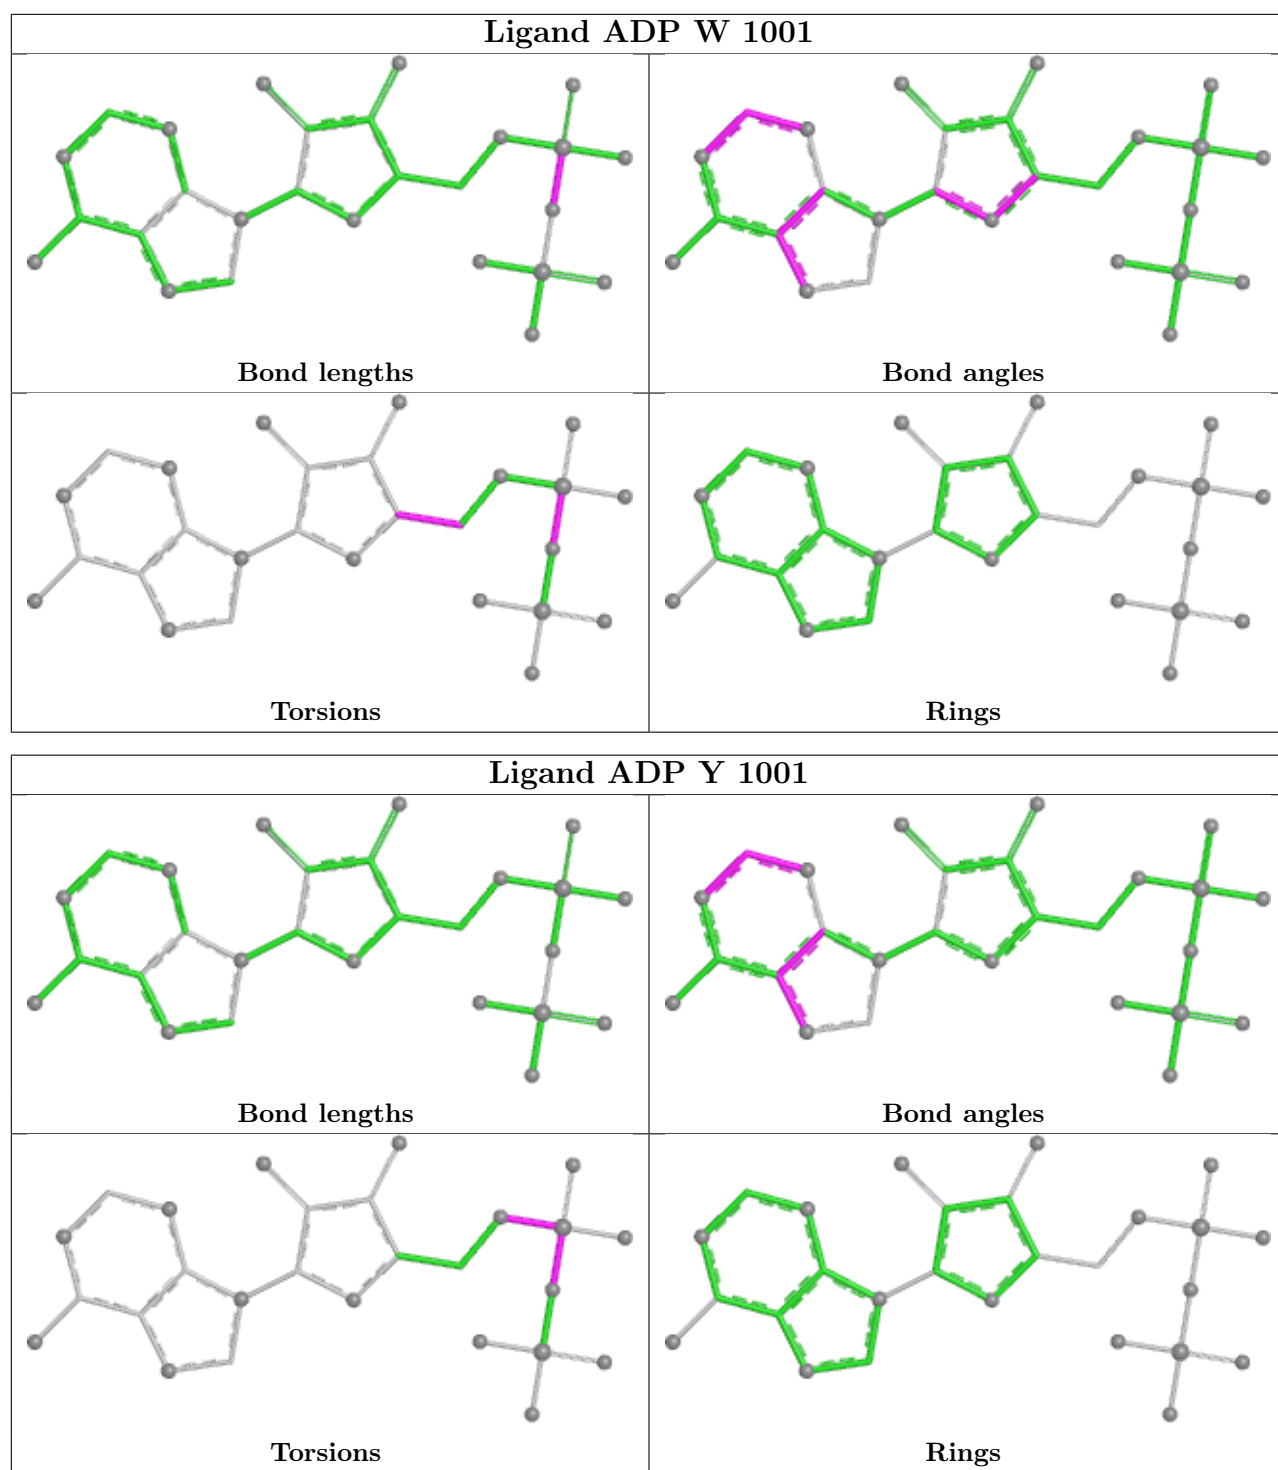 Ligand ADP W 1001
Bond lengths
Bond angles
Torsions
Rings
Ligand ADP Y 1001
Bond lengths
Bond angles
Torsions
Rings